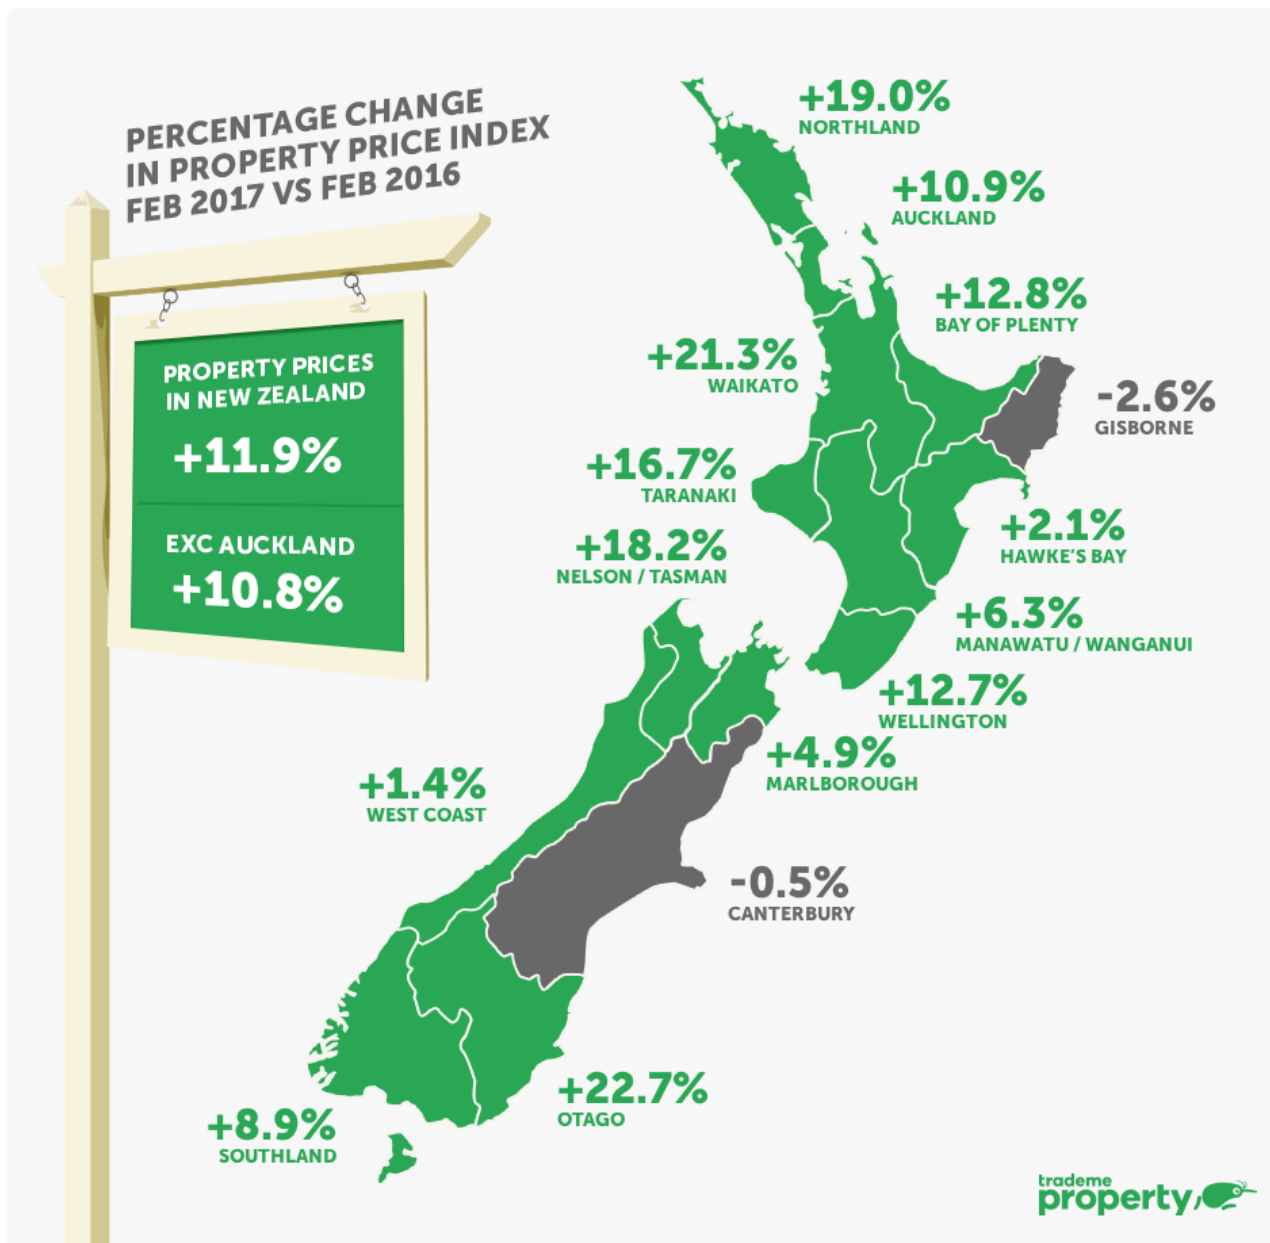 PERCENTAGE CHANGE
IN PROPERTY PRICE INDEX
FEB 2017 VS FEB 2016
PROPERTY PRICES
IN NEW ZEALAND
+11.9%
EXC AUCKLAND
+10.8%
+19.0%
NORTHLAND
+10.9%
AUCKLAND
+12.8%
BAY OF PLENTY
+21.3%
WAIKATO
-2.6%
GISBORNE
+16.7%
TARANAKI
+2.1%
HAWKE'S BAY
+18.2%
NELSON / TASMAN
+6.3%
MANAWATU / WANGANUI
+12.7%
WELLINGTON
+4.9%
MARLBOROUGH
+1.4%
WEST COAST
-0.5%
CANTERBURY
+22.7%
OTAGO
+8.9%
SOUTHLAND
trademe
property